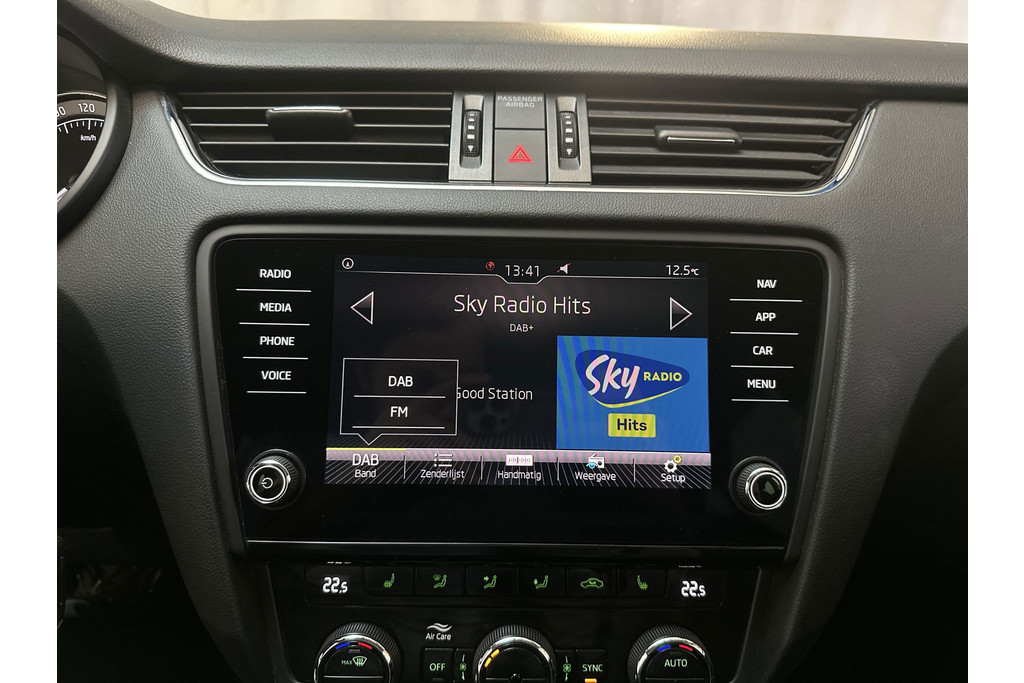 120
km/h
PASSENGER
AIRBAG
RADIO
MEDIA
PHONE
VOICE
13:41
12.5°C
Sky Radio Hits
DAB+
DAB
FM
Good Station
Sky RADIO
Hits
DAB
Band
Zenderlijst
Handmatig
Weergave
Setup
NAV
APP
CAR
MENU
22.5
22.5
Air Care
MAX
OFF
SYNC
AUTO